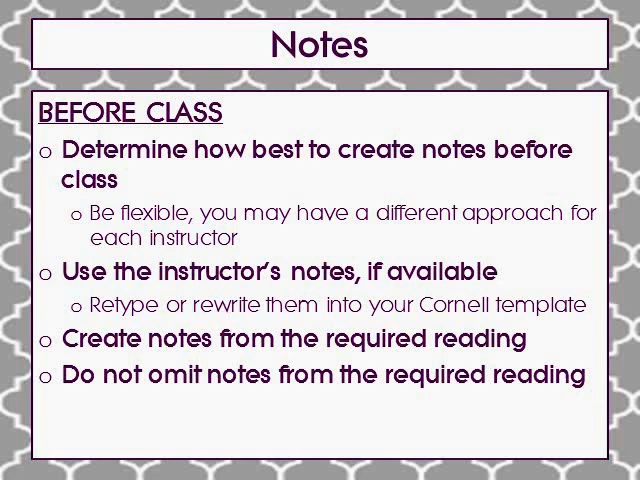 Notes
BEFORE CLASS
o Determine how best to create notes before
class
o Be flexible, you may have a different approach for
each instructor
o Use the instructor's notes, if available
o Retype or rewrite them into your Cornell template
o Create notes from the required reading
o Do not omit notes from the required reading